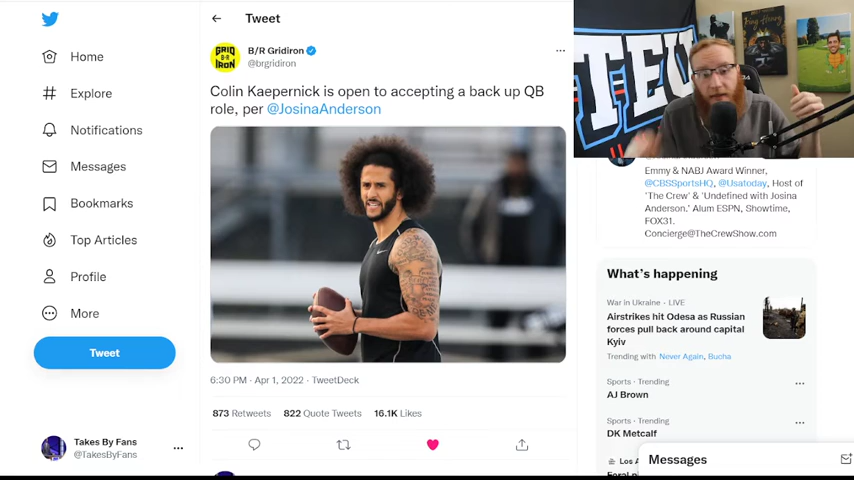 Tweet
Home
Explore
Notifications
Messages
Bookmarks
Top Articles
Profile
More
Tweet
Takes By Fans
@TakesByFans
GRID
B/R
IRON
B/R Gridiron
@brgridiron
Colin Kaepernick is open to accepting a back up QB
role, per @JosinaAnderson
6:30 PM · Apr 1, 2022 · TweetDeck
873 Retweets 822 Quote Tweets 16.1K Likes
Emmy & NABJ Award Winner,
@CBSSportsHQ, @Usatoday, Host of
'The Crew' & 'Undefined with Josina
Anderson.' Alum ESPN, Showtime,
FOX31.
Concierge@TheCrewShow.com
What's happening
War in Ukraine · LIVE
Airstrikes hit Odesa as Russian
forces pull back around capital
Kyiv
Trending with Never Again, Bucha
Sports · Trending
AJ Brown
Sports · Trending
DK Metcalf
Messages